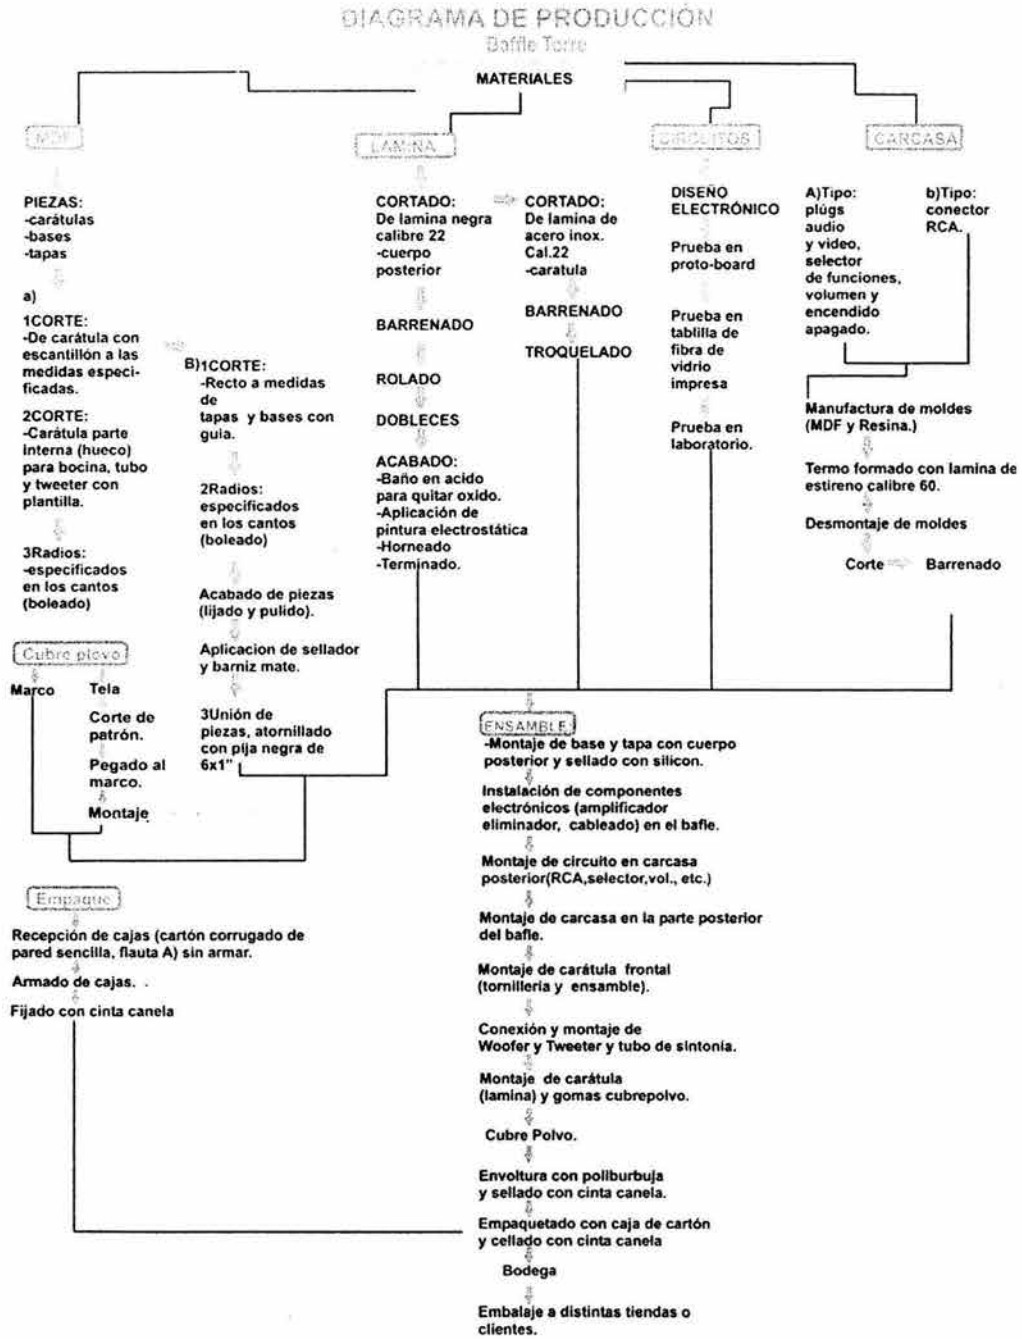 DIAGRAMA DE PRODUCCIÓN
Baffle Torre
MATERIALES
MDF
PIEZAS:
-carátulas
-bases
-tapas
a)
1CORTE:
-De carátula con
escantillón a las
medidas especi-
ficadas.
2CORTE:
-Carátula parte
interna (hueco)
para bocina, tubo
y tweeter con
plantilla.
3Radios:
-especificados
en los cantos
(boleado)
B)1CORTE:
-Recto a medidas
de
tapas y bases con
guia.
2Radios:
especificados
en los cantos
(boleado)
Acabado de piezas
(lijado y pulido).
Aplicacion de sellador
y barniz mate.
3Unión de
piezas, atornillado
con pija negra de
6x1"
LAMINA
CORTADO:
De lamina negra
calibre 22
-cuerpo
posterior
BARRENADO
ROLADO
DOBLECES
ACABADO:
-Baño en acido
para quitar oxido.
-Aplicación de
pintura electrostática
-Horneado
-Terminado.
CORTADO:
De lamina de
acero inox.
Cal.22
-caratula
BARRENADO
TROQUELADO
CIRCUITOS
DISEÑO
ELECTRÓNICO
Prueba en
proto-board
Prueba en
tablilla de
fibra de
vidrio
impresa
Prueba en
laboratorio.
CARCASA
A)Tipo:
plúgs
audio
y video,
selector
de funciones,
volumen y
encendido
apagado.
b)Tipo:
conector
RCA.
Manufactura de moldes
(MDF y Resina.)
Termo formado con lamina de
estireno calibre 60.
Desmontaje de moldes
Corte
Barrenado
Cubre plovo
Marco
Tela
Corte de
patrón.
Pegado al
marco.
Montaje
ENSAMBLE:
-Montaje de base y tapa con cuerpo
posterior y sellado con silicon.
Instalación de componentes
electrónicos (amplificador
eliminador, cableado) en el bafle.
Montaje de circuito en carcasa
posterior(RCA,selector,vol., etc.)
Montaje de carcasa en la parte posterior
del bafle.
Montaje de carátula frontal
(tornillería y ensamble).
Conexión y montaje de
Woofer y Tweeter y tubo de sintonía.
Montaje de carátula
(lamina) y gomas cubrepolvo.
Cubre Polvo.
Envoltura con poliburbuja
y sellado con cinta canela.
Empaquetado con caja de cartón
y cellado con cinta canela
Bodega
Embalaje a distintas tiendas o
clientes.
Empaque
Recepción de cajas (cartón corrugado de
pared sencilla, flauta A) sin armar.
Armado de cajas.
Fijado con cinta canela